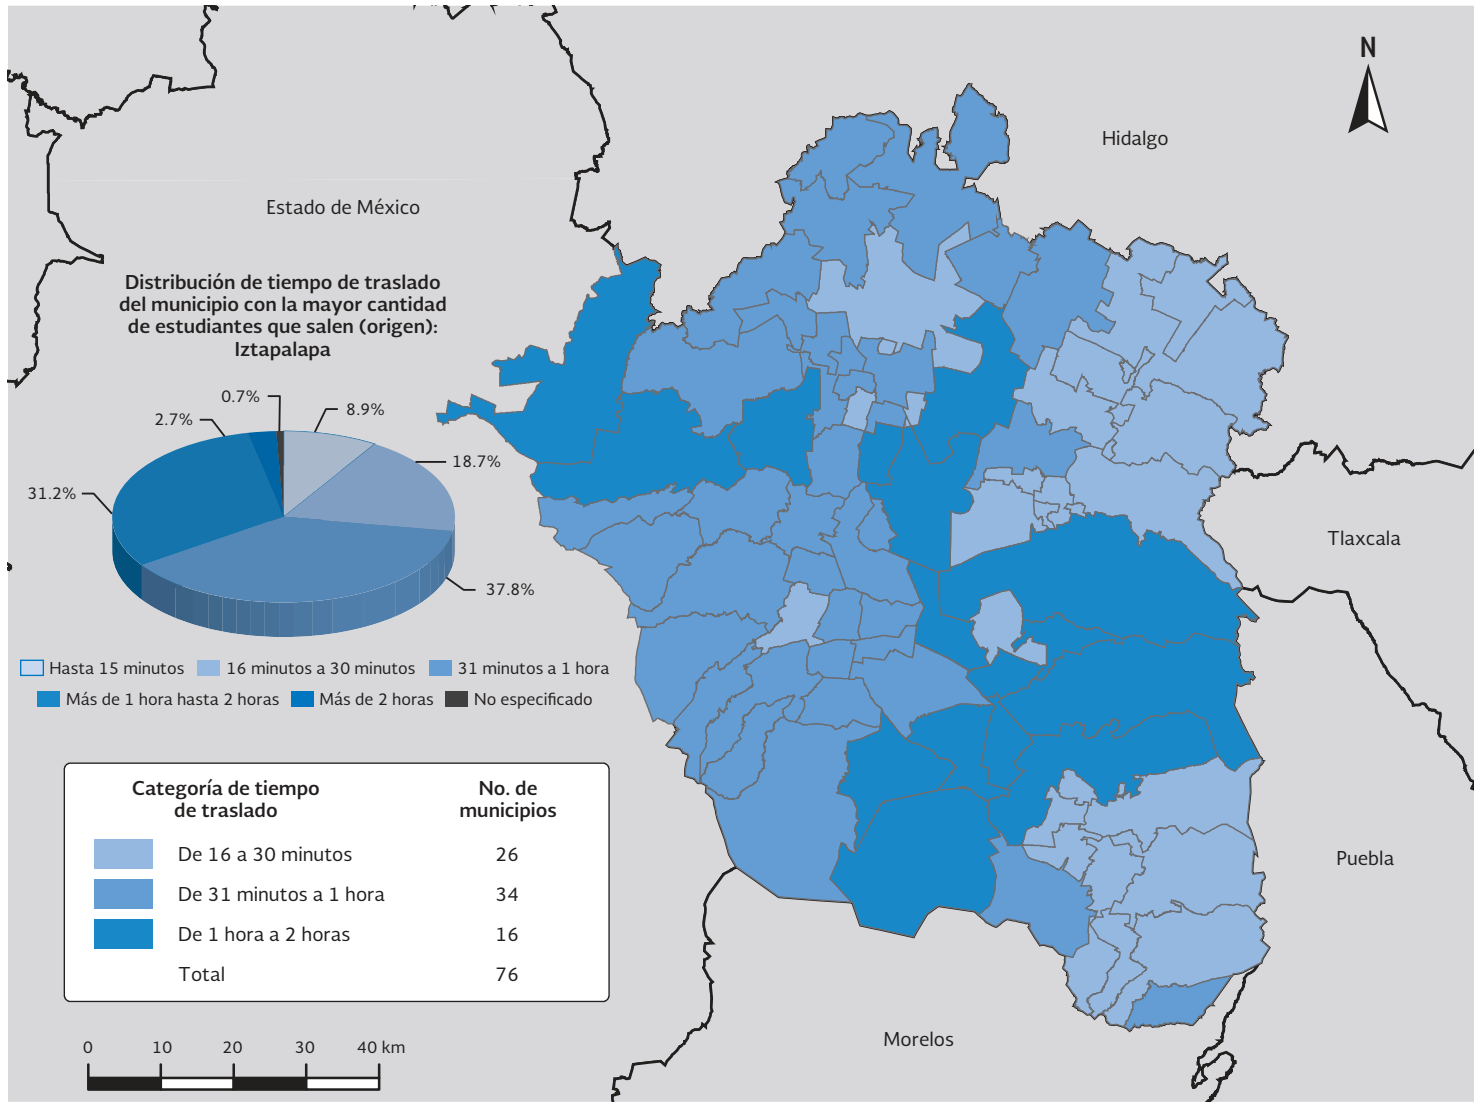 N
Hidalgo
Estado de México
Distribución de tiempo de traslado
del municipio con la mayor cantidad
de estudiantes que salen (origen):
Iztapalapa
0.7%
8.9%
2.7%
18.7%
31.2%
37.8%
Tlaxcala
Hasta 15 minutos
16 minutos a 30 minutos
31 minutos a 1 hora
Más de 1 hora hasta 2 horas
Más de 2 horas
No especificado
Categoría de tiempo
de traslado
No. de
municipios
De 16 a 30 minutos 26
De 31 minutos a 1 hora 34
De 1 hora a 2 horas 16
Total 76
Puebla
Morelos
0 10 20 30 40 km